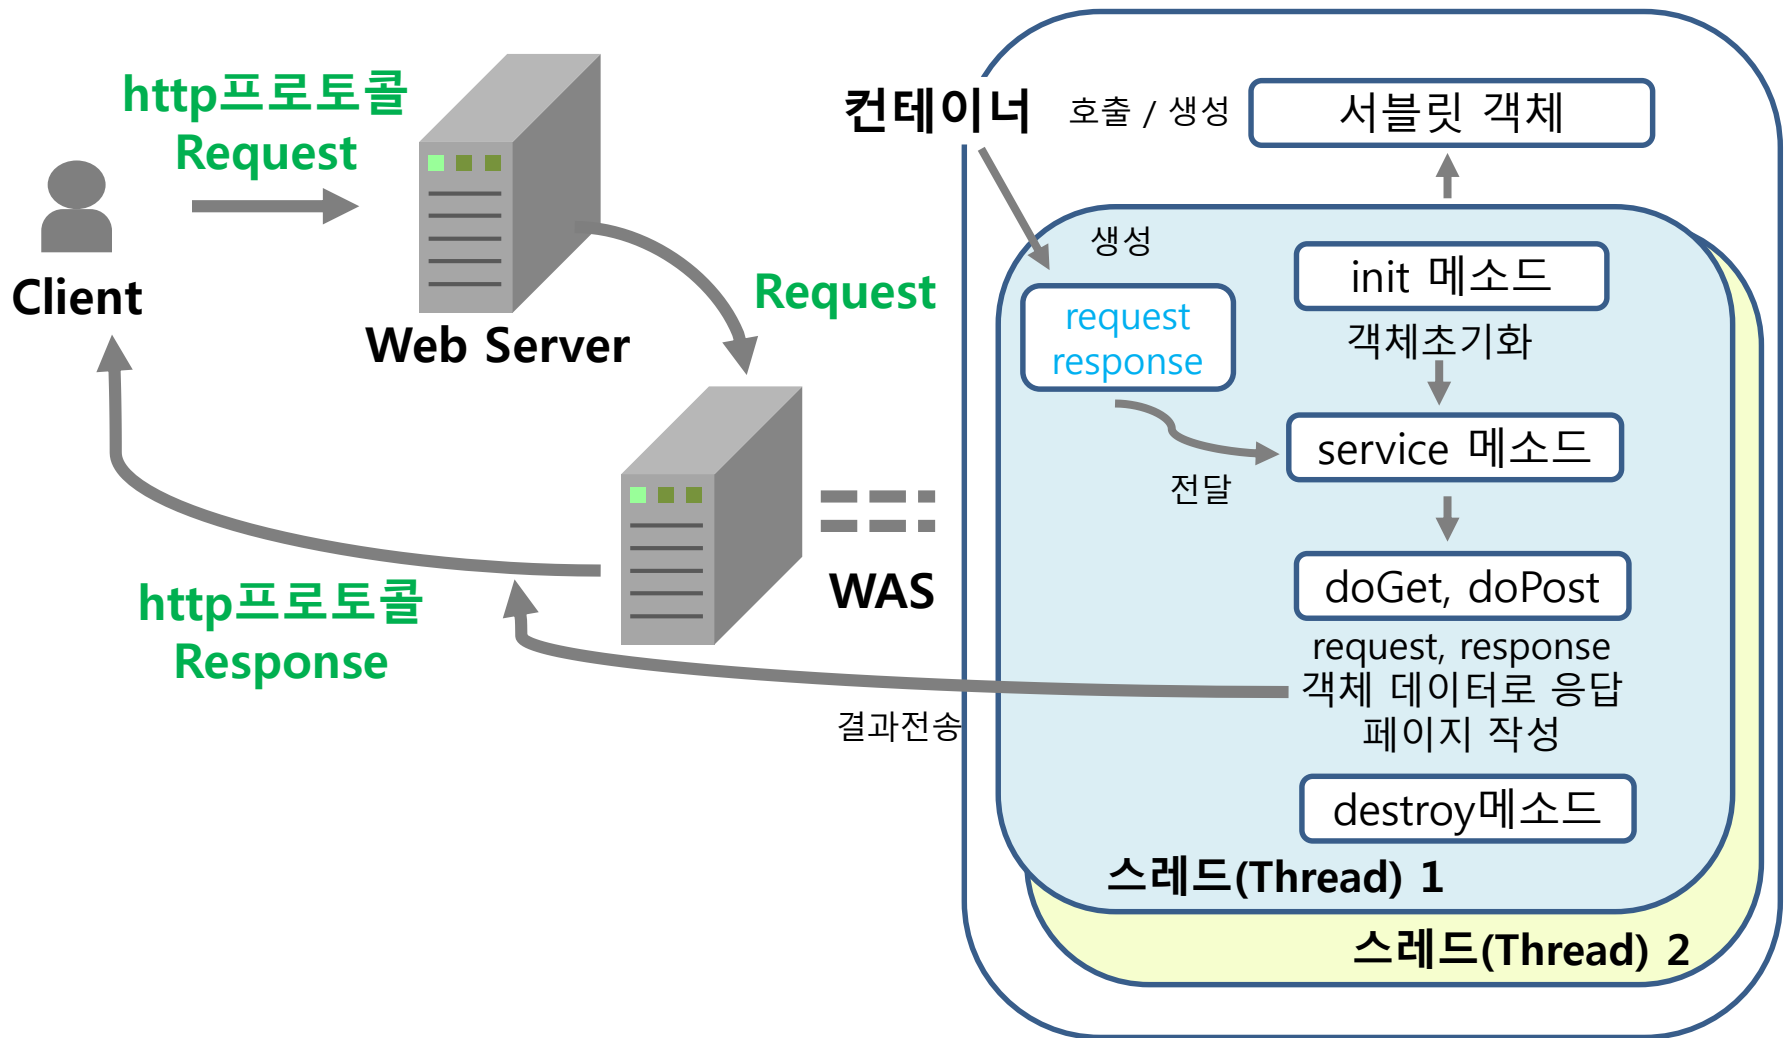 http프로토콜
Request
Client
Web Server
Request
WAS
http프로토콜
Response
결과전송
컨테이너
호출 / 생성
서블릿 객체
생성
request
response
전달
init 메소드
객체초기화
service 메소드
doGet, doPost
request, response
객체 데이터로 응답
페이지 작성
destroy메소드
스레드(Thread) 1
스레드(Thread) 2